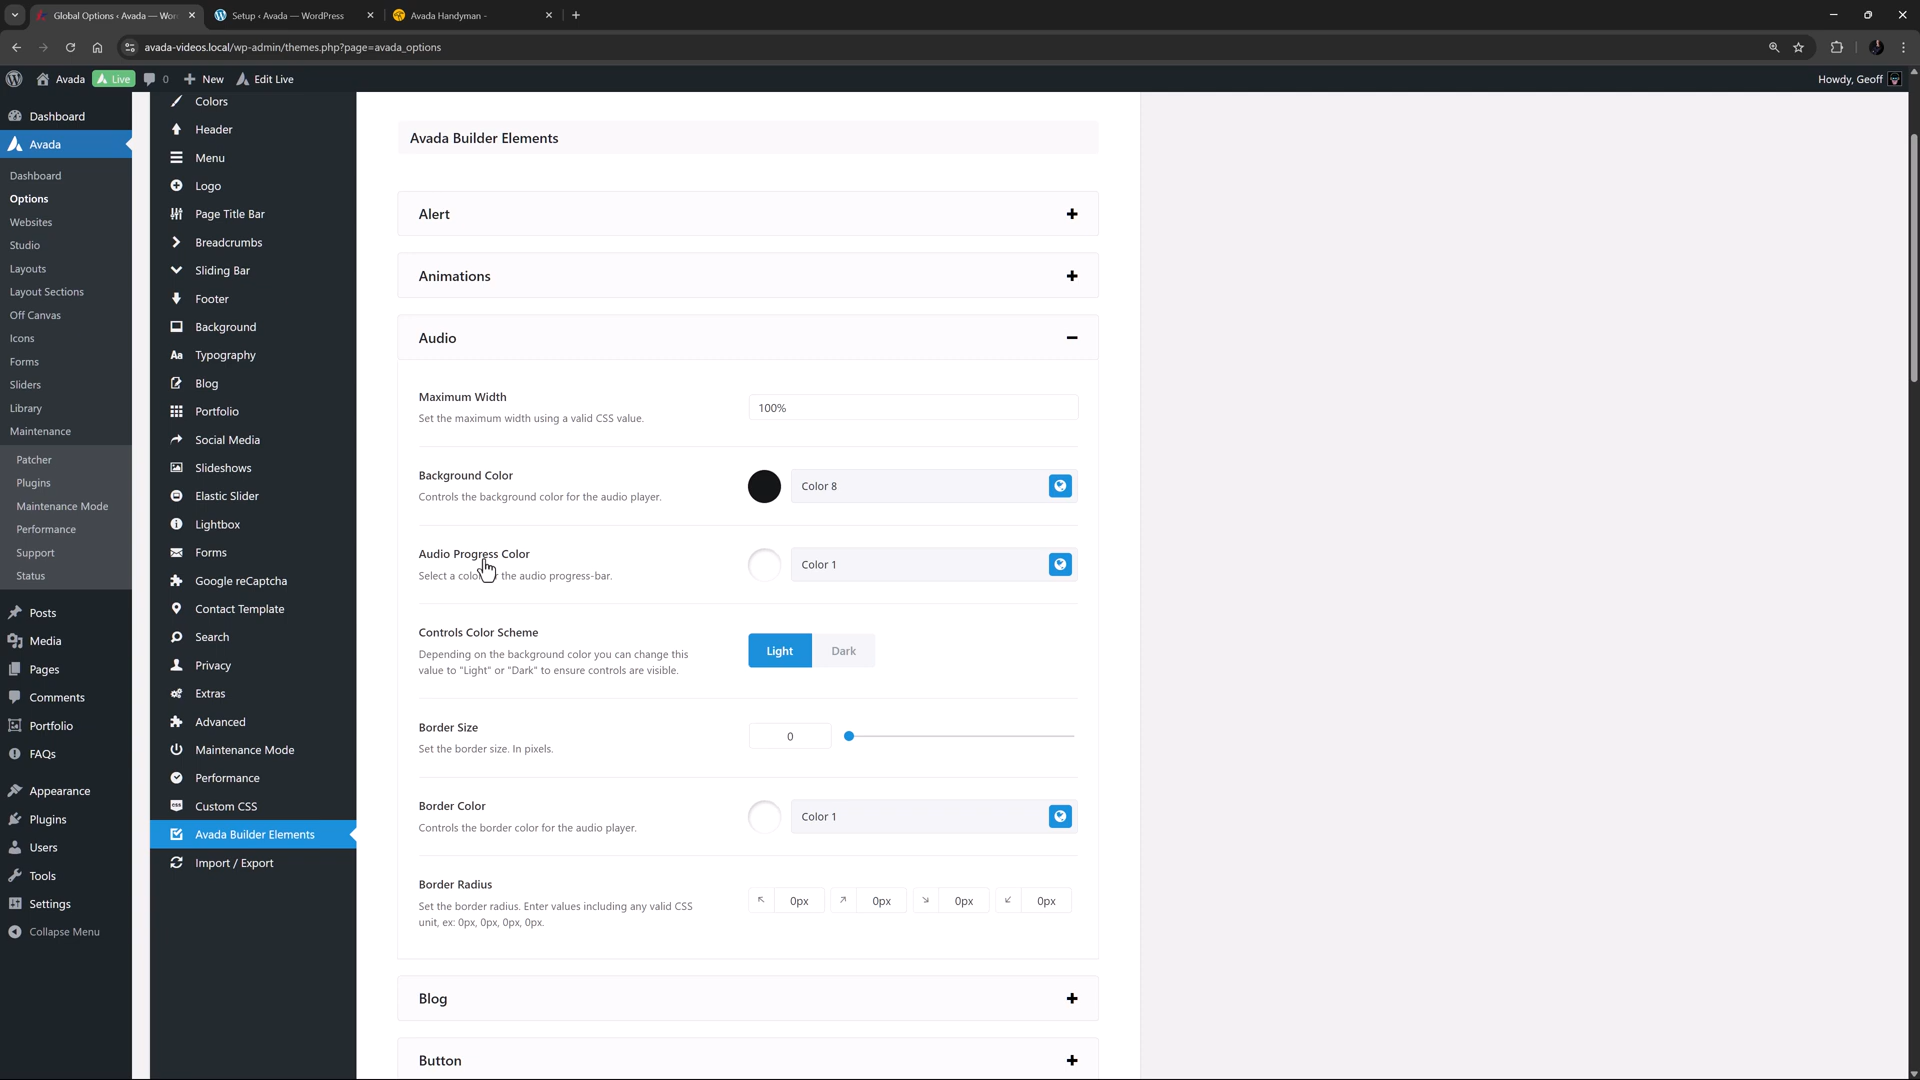 Global Options ‹ Avada — Wor
Setup ‹ Avada — WordPress
Avada Handyman -
avada-videos.local/wp-admin/themes.php?page=avada_options
Avada
Live
0
New
Edit Live
Howdy, Geoff
Dashboard
Avada
Dashboard
Options
Websites
Studio
Layouts
Layout Sections
Off Canvas
Icons
Forms
Sliders
Library
Maintenance
Patcher
Plugins
Maintenance Mode
Performance
Support
Status
Posts
Media
Pages
Comments
Portfolio
FAQs
Appearance
Plugins
Users
Tools
Settings
Collapse Menu
Colors
Header
Menu
Logo
Page Title Bar
Breadcrumbs
Sliding Bar
Footer
Background
Aa Typography
Blog
Portfolio
Social Media
Slideshows
Elastic Slider
Lightbox
Forms
Google reCaptcha
Contact Template
Search
Privacy
Extras
Advanced
Maintenance Mode
Performance
Custom CSS
Avada Builder Elements
Import / Export
Avada Builder Elements
Alert
Animations
Audio
Maximum Width
Set the maximum width using a valid CSS value.
100%
Background Color
Controls the background color for the audio player.
Color 8
Audio Progress Color
Select a colo the audio progress-bar.
Color 1
Controls Color Scheme
Depending on the background color you can change this
value to "Light" or "Dark" to ensure controls are visible.
Light Dark
Border Size
Set the border size. In pixels.
0
Border Color
Controls the border color for the audio player.
Color 1
Border Radius
Set the border radius. Enter values including any valid CSS
unit, ex: 0px, 0px, 0px, 0px.
0px 0px 0px 0px
Blog
Button